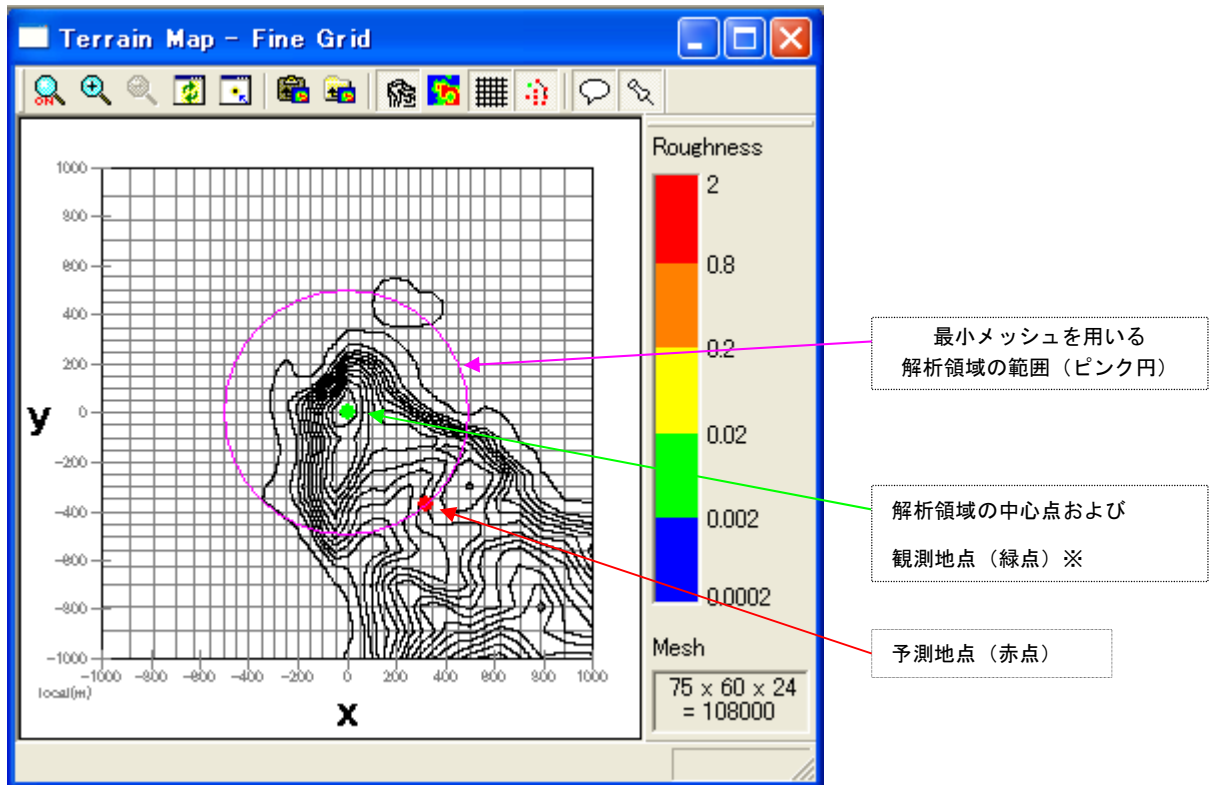 Terrain Map - Fine Grid
ON
Roughness
2
0.8
0.2
0.02
0.002
0.0002
Mesh
75 x 60 x 24
= 108000
1000
800
600
400
200
0
-200
-400
-600
-800
-1000
y
-1000 -800 -600 -400 -200 0 200 400 600 800 1000
local(m)
x
最小メッシュを用いる
解析領域の範囲（ピンク円）
解析領域の中心点および
観測地点（緑点）※
予測地点（赤点）